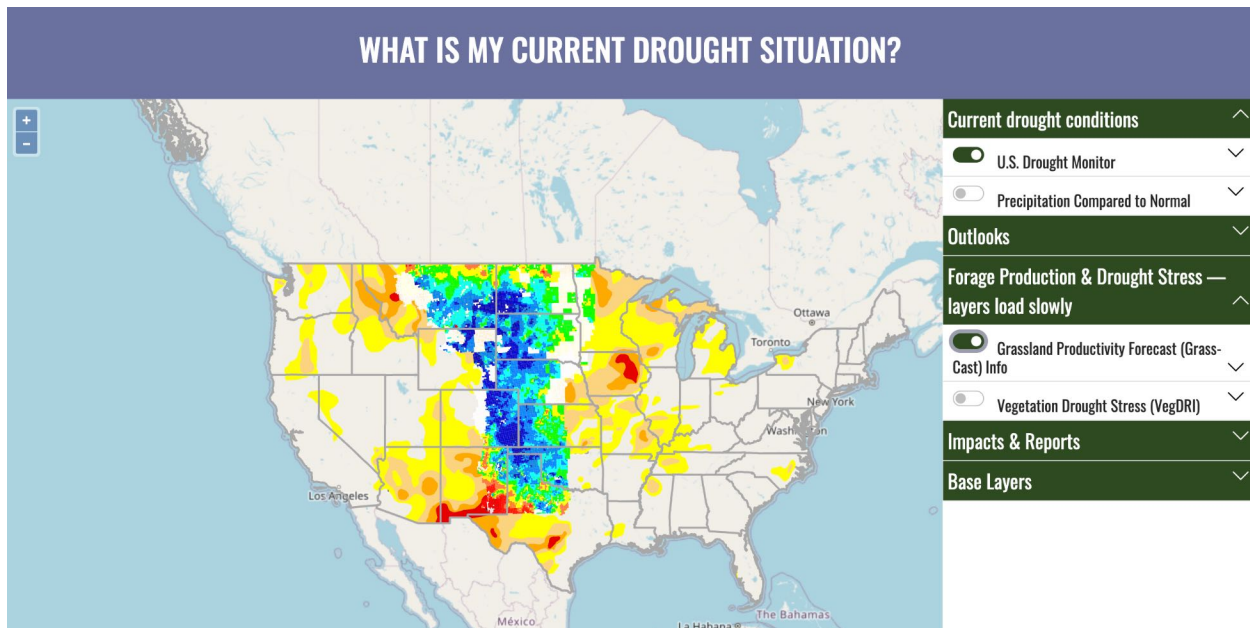 WHAT IS MY CURRENT DROUGHT SITUATION?
+
−
Ottawa
Toronto
New York
Washington
Los Angeles
México
La Habana
The Bahamas
Current drought conditions
U.S. Drought Monitor
Precipitation Compared to Normal
Outlooks
Forage Production & Drought Stress —
layers load slowly
Grassland Productivity Forecast (Grass-
Cast) Info
Vegetation Drought Stress (VegDRI)
Impacts & Reports
Base Layers